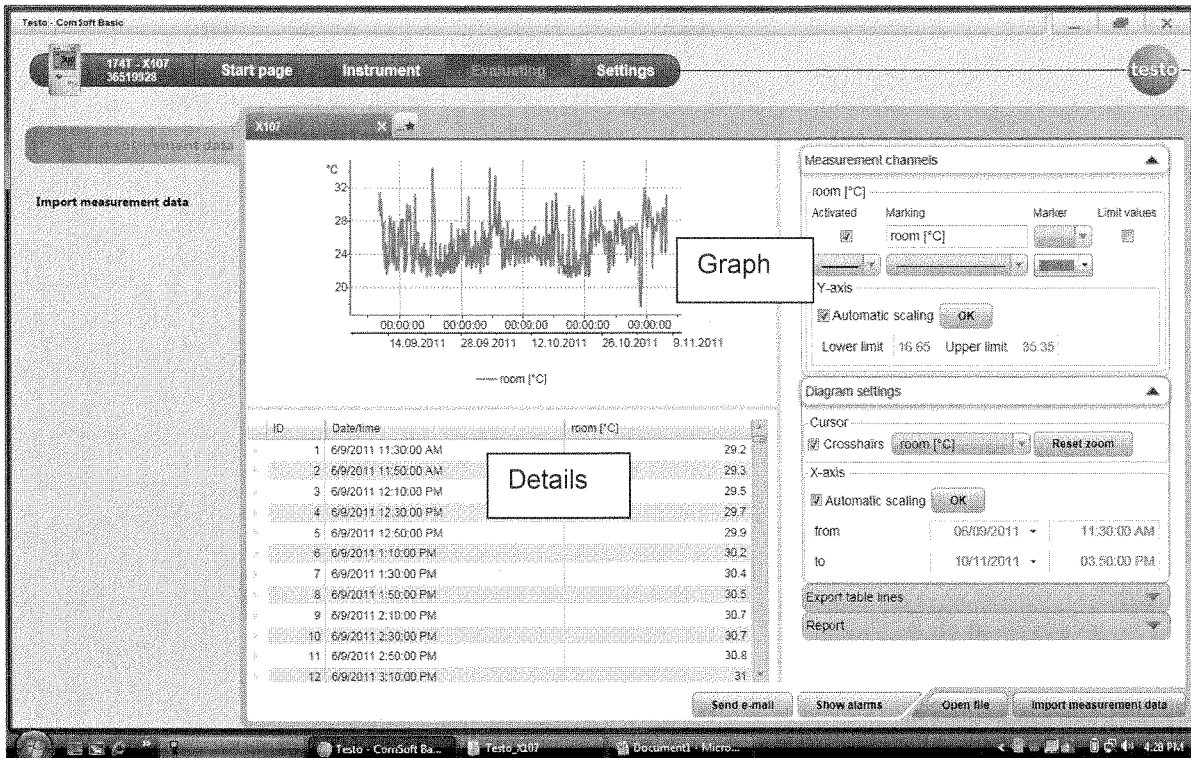 Testo - ComSoft Basic
174T X107
36519928
Start page
Instrument
Evaluating
Settings
testo
X107
Import measurement data
°C
32
28
24
20
00:00:00 00:00:00 00:00:00 00:00:00 00:00:00
14.09.2011 28.09.2011 12.10.2011 26.10.2011 9.11.2011
room [°C]
Graph
ID Date/time room [°C]
1 6/9/2011 11:30:00 AM 29.2
2 6/9/2011 11:50:00 AM 29.3
3 6/9/2011 12:10:00 PM 29.5
4 6/9/2011 12:30:00 PM 29.7
5 6/9/2011 12:50:00 PM 29.9
6 6/9/2011 1:10:00 PM 30.2
7 6/9/2011 1:30:00 PM 30.4
8 6/9/2011 1:50:00 PM 30.5
9 6/9/2011 2:10:00 PM 30.7
10 6/9/2011 2:30:00 PM 30.7
11 6/9/2011 2:50:00 PM 30.8
12 6/9/2011 3:10:00 PM 31
Details
Measurement channels
room [°C]
Activated Marking Marker Limit values
room [°C]
Y-axis
Automatic scaling OK
Lower limit 16.65 Upper limit 35.35
Diagram settings
Cursor
Crosshairs room [°C] Reset zoom
X-axis
Automatic scaling OK
from 06/09/2011 11:30:00 AM
to 10/11/2011 03:50:00 PM
Export table lines
Report
Send e-mail
Show alarms
Open file
Import measurement data
Testo - ComSoft Ba...
Testo_X107
Document1 - Micro...
4:28 PM